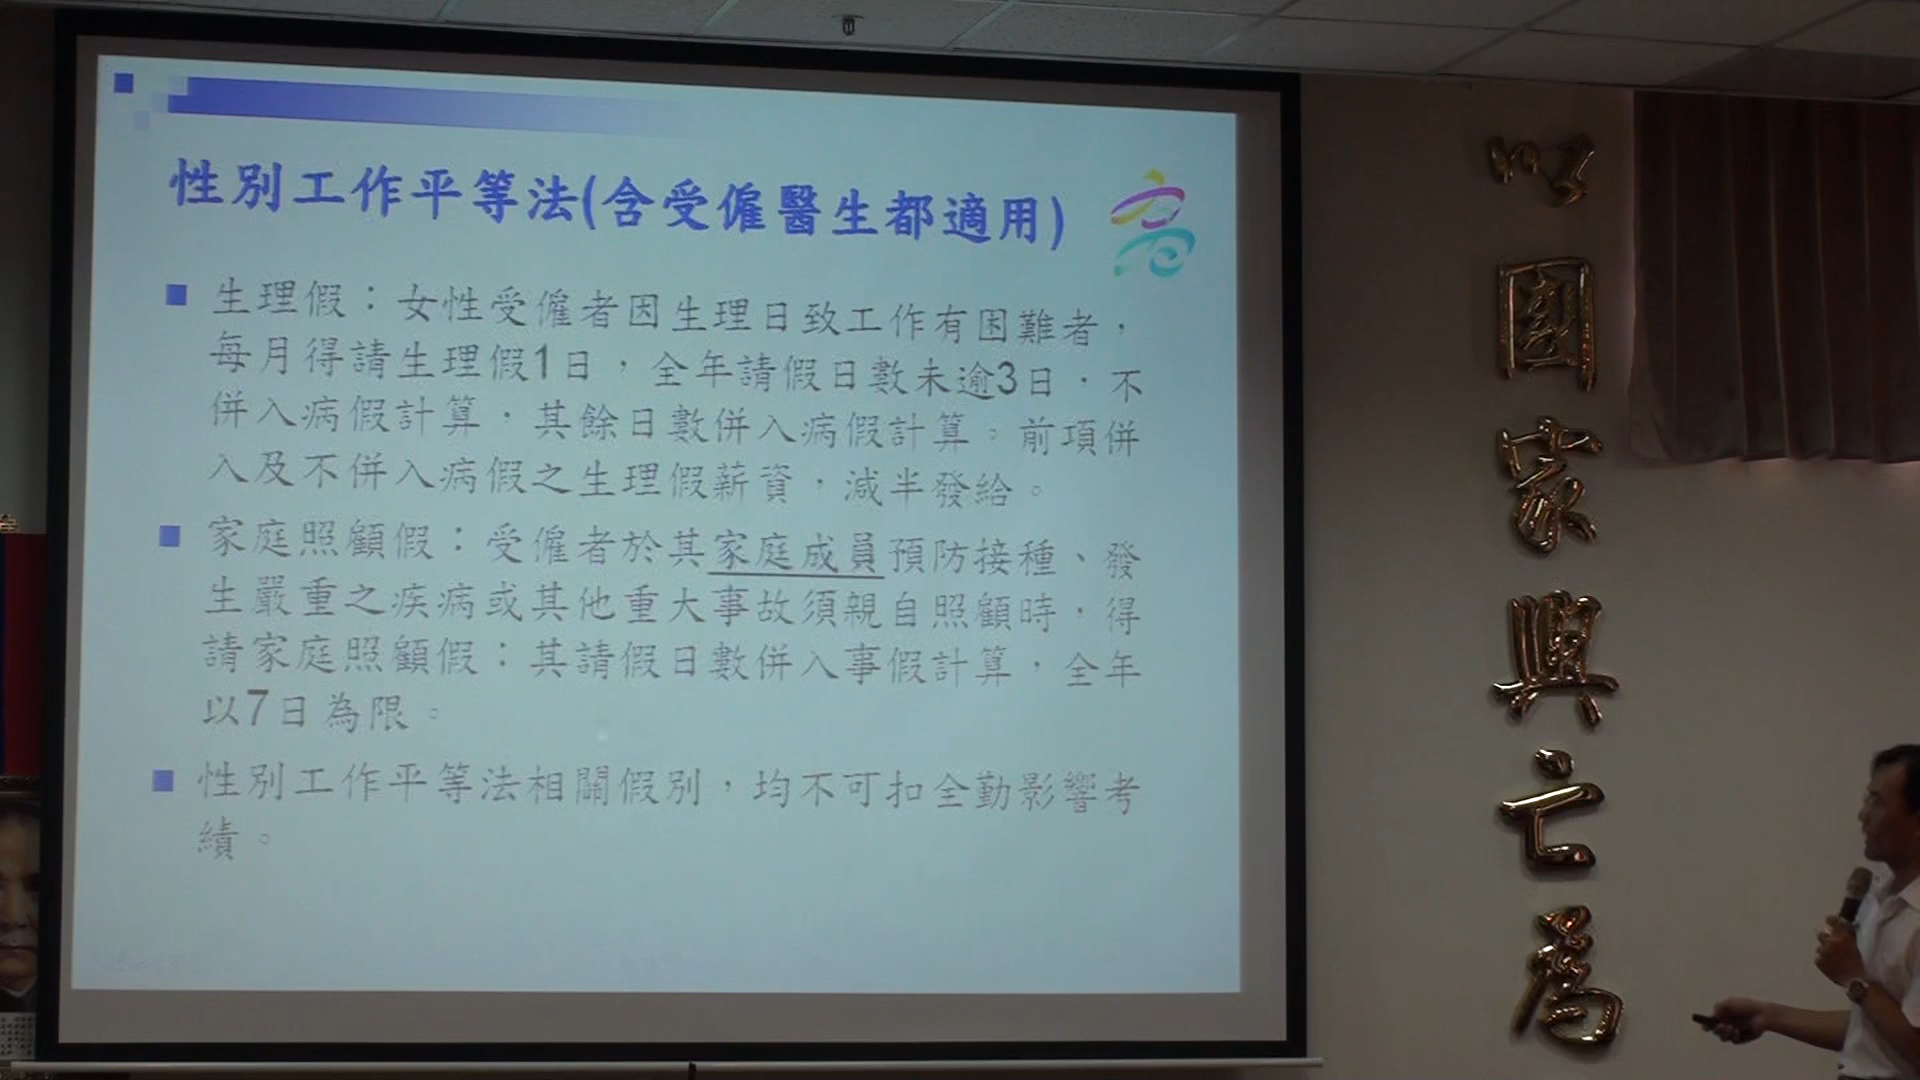 性別工作平等法(含受僱醫生都適用)
生理假：女性受僱者因生理日致工作有困難者，
每月得請生理假1日，全年請假日數未逾3日，不
併入病假計算，其餘日數併入病假計算。前項併
入及不併入病假之生理假薪資，減半發給。
家庭照顧假：受僱者於其家庭成員預防接種、發
生嚴重之疾病或其他重大事故須親自照顧時，得
請家庭照顧假：其請假日數併入事假計算，全年
以7日為限。
性別工作平等法相關假別，均不可扣全勤影響考
績。
以國家興亡為